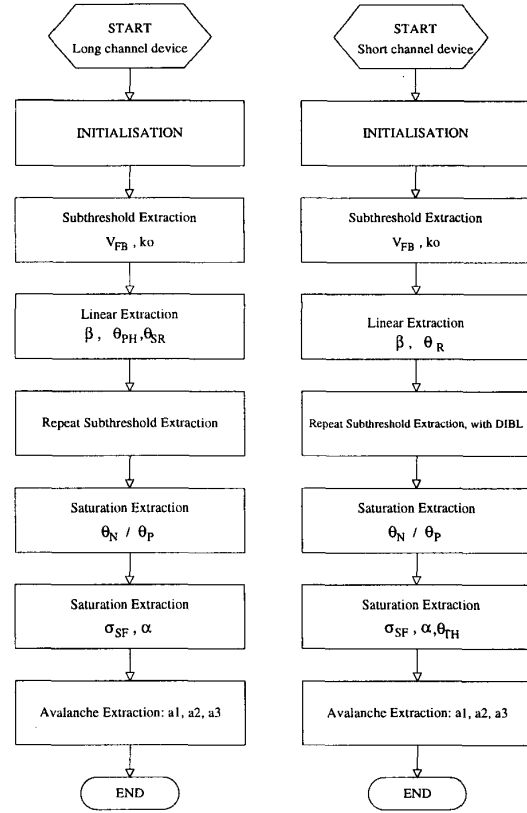 START
Long channel device
INITIALISATION
Subthreshold Extraction
V_FB , ko
Linear Extraction
β , θ_PH,θ_SR
Repeat Subthreshold Extraction
Saturation Extraction
θ_N / θ_P
Saturation Extraction
σ_SF , α
Avalanche Extraction: a1, a2, a3
END
START
Short channel device
INITIALISATION
Subthreshold Extraction
V_FB , ko
Linear Extraction
β , θ_R
Repeat Subthreshold Extraction, with DIBL
Saturation Extraction
θ_N / θ_P
Saturation Extraction
σ_SF , α,θ_TH
Avalanche Extraction: a1, a2, a3
END